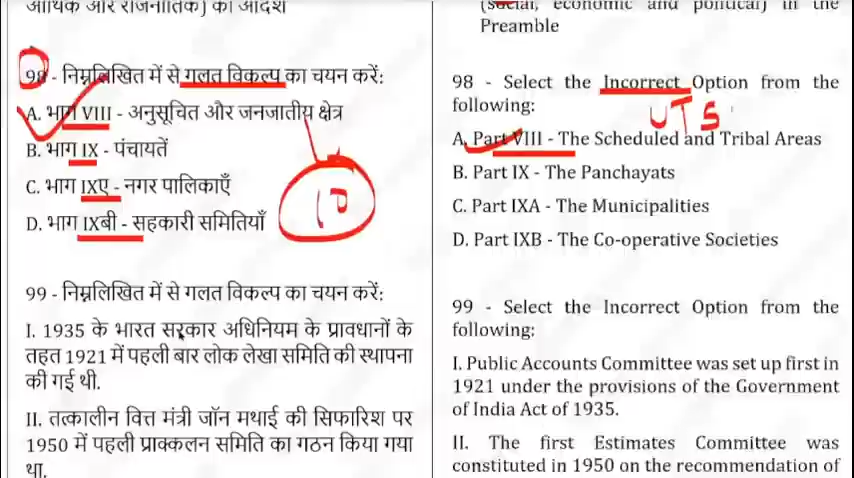 आर्थिक और राजनीतिक) का आदर्श
98 - निम्नलिखित में से गलत विकल्प का चयन करें:
A. भाग VIII - अनुसूचित और जनजातीय क्षेत्र
B. भाग IX - पंचायतें
C. भाग IXए - नगर पालिकाएँ
D. भाग IXबी - सहकारी समितियाँ
10
99 - निम्नलिखित में से गलत विकल्प का चयन करें:
I. 1935 के भारत सरकार अधिनियम के प्रावधानों के
तहत 1921 में पहली बार लोक लेखा समिति की स्थापना
की गई थी.
II. तत्कालीन वित्त मंत्री जॉन मथाई की सिफारिश पर
1950 में पहली प्राक्कलन समिति का गठन किया गया
था.
(social, economic and political) in the
Preamble
98 - Select the Incorrect Option from the
following:
UTS
A. Part VIII - The Scheduled and Tribal Areas
B. Part IX - The Panchayats
C. Part IXA - The Municipalities
D. Part IXB - The Co-operative Societies
99 - Select the Incorrect Option from the
following:
I. Public Accounts Committee was set up first in
1921 under the provisions of the Government
of India Act of 1935.
II. The first Estimates Committee was
constituted in 1950 on the recommendation of